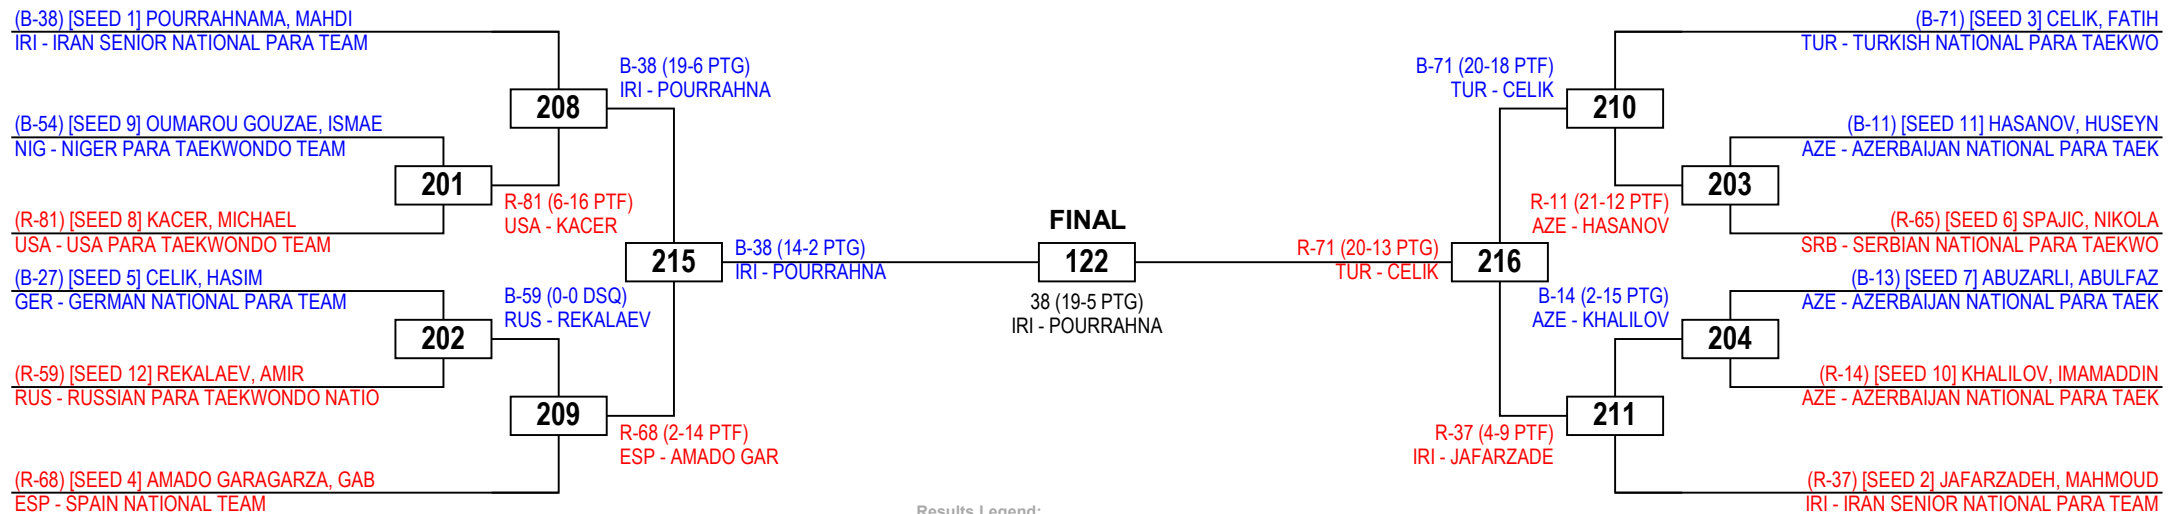 (B-38) [SEED 1] POURRAHNAMA, MAHDI
IRI - IRAN SENIOR NATIONAL PARA TEAM
B-38 (19-6 PTG)
IRI - POURRAHNA
208
(B-54) [SEED 9] OUMAROU GOUZAE, ISMAE
NIG - NIGER PARA TAEKWONDO TEAM
201
R-81 (6-16 PTF)
USA - KACER
(R-81) [SEED 8] KACER, MICHAEL
USA - USA PARA TAEKWONDO TEAM
215
B-38 (14-2 PTG)
IRI - POURRAHNA
(B-27) [SEED 5] CELIK, HASIM
GER - GERMAN NATIONAL PARA TEAM
B-59 (0-0 DSQ)
RUS - REKALAEV
202
(R-59) [SEED 12] REKALAEV, AMIR
RUS - RUSSIAN PARA TAEKWONDO NATIO
209
R-68 (2-14 PTF)
ESP - AMADO GAR
(R-68) [SEED 4] AMADO GARAGARZA, GAB
ESP - SPAIN NATIONAL TEAM
FINAL
122
38 (19-5 PTG)
IRI - POURRAHNA
(B-71) [SEED 3] CELIK, FATIH
TUR - TURKISH NATIONAL PARA TAEKWO
B-71 (20-18 PTF)
TUR - CELIK
210
(B-11) [SEED 11] HASANOV, HUSEYN
AZE - AZERBAIJAN NATIONAL PARA TAEK
203
R-11 (21-12 PTF)
AZE - HASANOV
(R-65) [SEED 6] SPAJIC, NIKOLA
SRB - SERBIAN NATIONAL PARA TAEKWO
R-71 (20-13 PTG)
TUR - CELIK
216
(B-13) [SEED 7] ABUZARLI, ABULFAZ
AZE - AZERBAIJAN NATIONAL PARA TAEK
B-14 (2-15 PTG)
AZE - KHALILOV
204
(R-14) [SEED 10] KHALILOV, IMAMADDIN
AZE - AZERBAIJAN NATIONAL PARA TAEK
211
R-37 (4-9 PTF)
IRI - JAFARZADE
(R-37) [SEED 2] JAFARZADEH, MAHMOUD
IRI - IRAN SENIOR NATIONAL PARA TEAM
Results Legend: